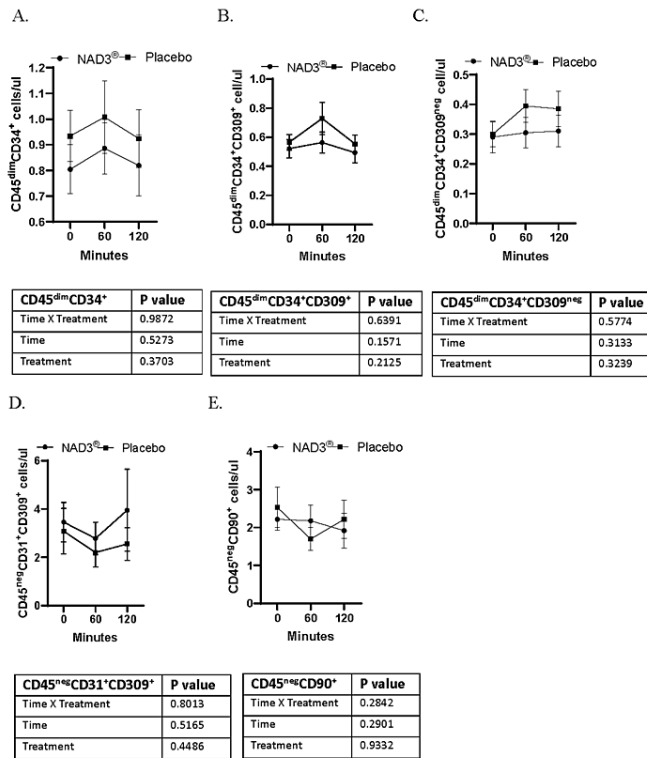 A.
B.
C.
NAD3® Placebo
NAD3® Placebo
NAD3® Placebo
CD45dimCD34+ cells/ul
1.2
1.1
1.0
0.9
0.8
0.7
0.6
0 60 120
Minutes
CD45dimCD34+CD309+ cell/ul
1.0
0.8
0.6
0.4
0.2
0.0
0 60 120
Minutes
CD45dimCD34+CD309neg cells/ul
0.5
0.4
0.3
0.2
0.1
0.0
0 60 120
Minutes
CD45dimCD34+ P value
Time X Treatment 0.9872
Time 0.5273
Treatment 0.3703
CD45dimCD34+CD309+ P value
Time X Treatment 0.6391
Time 0.1571
Treatment 0.2125
CD45dimCD34+CD309neg P value
Time X Treatment 0.5774
Time 0.3133
Treatment 0.3239
D.
E.
NAD3® Placebo
NAD3® Placebo
CD45negCD31+CD309+ cells/ul
6
4
2
0
0 60 120
Minutes
CD45negCD90+ cells/ul
4
3
2
1
0
0 60 120
Minutes
CD45negCD31+CD309+ P value
Time X Treatment 0.8013
Time 0.5165
Treatment 0.4486
CD45negCD90+ P value
Time X Treatment 0.2842
Time 0.2901
Treatment 0.9332